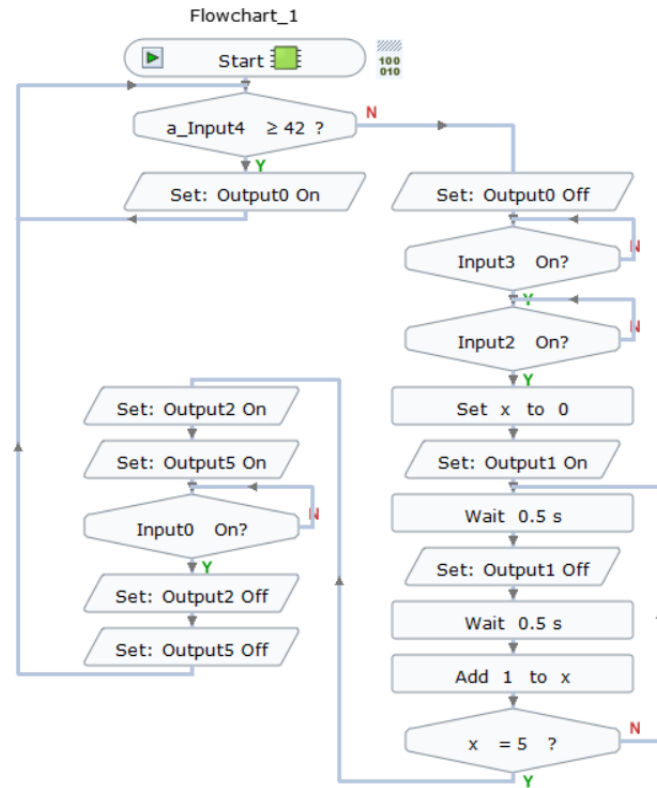 Flowchart_1
Start
100
010
a_Input4 ≥ 42 ?
N
Y
Set: Output0 On
Set: Output0 Off
Input3 On?
N
Y
Input2 On?
N
Y
Set x to 0
Set: Output1 On
Wait 0.5 s
Set: Output1 Off
Wait 0.5 s
Add 1 to x
x = 5 ?
N
Y
Set: Output2 On
Set: Output5 On
Input0 On?
N
Y
Set: Output2 Off
Set: Output5 Off